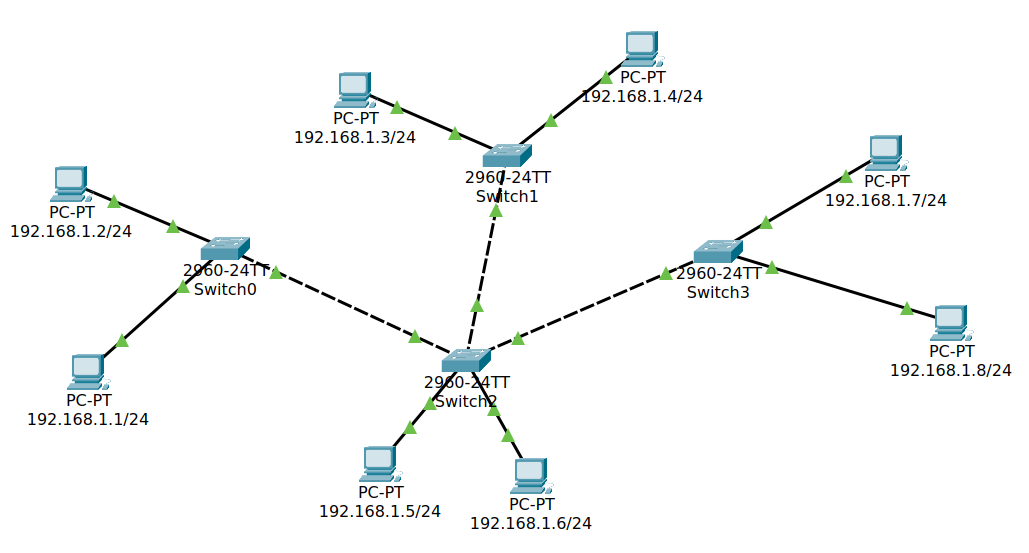 PC-PT
192.168.1.4/24
PC-PT
192.168.1.3/24
2960-24TT
Switch1
PC-PT
192.168.1.7/24
PC-PT
192.168.1.2/24
2960-24TT
Switch0
2960-24TT
Switch3
PC-PT
192.168.1.8/24
2960-24TT
Switch2
PC-PT
192.168.1.1/24
PC-PT
192.168.1.5/24
PC-PT
192.168.1.6/24